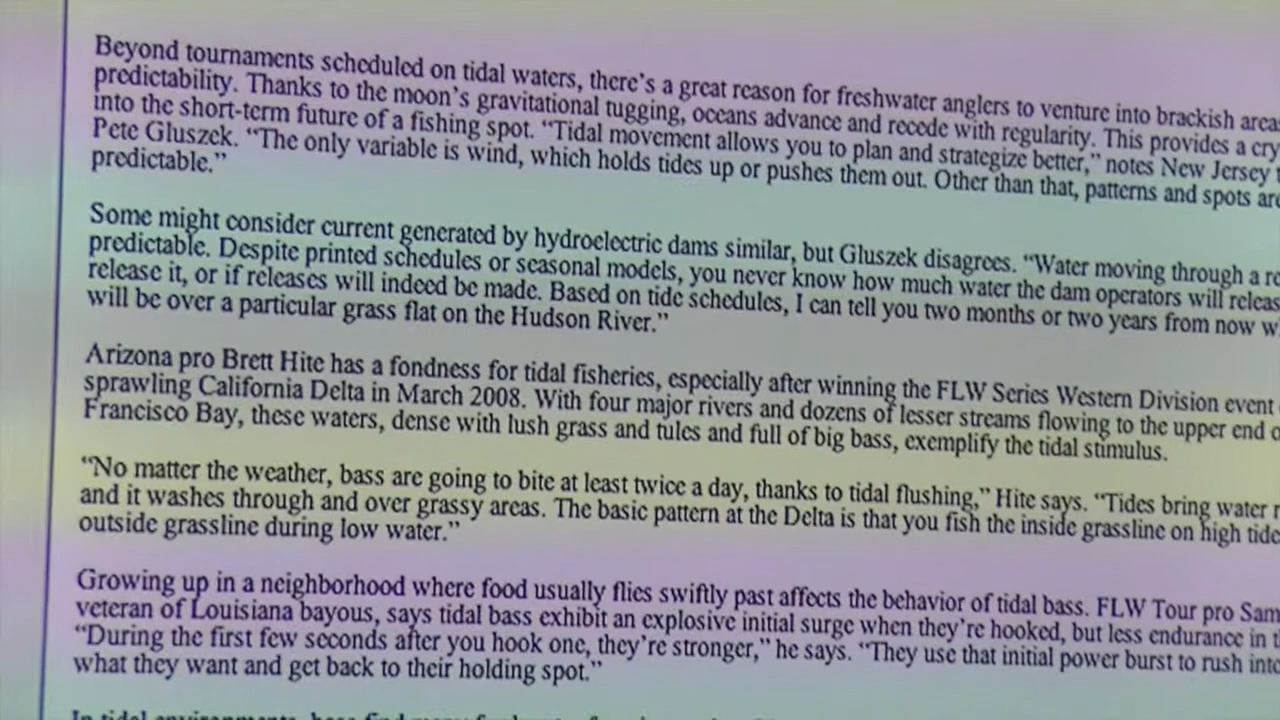 Beyond tournaments scheduled on tidal waters, there's a great reason for freshwater anglers to venture into brackish
predictability. Thanks to the moon's gravitational tugging, oceans advance and recede with regularity. This provides a
into the short-term future of a fishing spot. “Tidal movement allows you to plan and strategize better,” notes New Jersey
Pete Gluszek. “The only variable is wind, which holds tides up or pushes them out. Other than that, patterns and spots are
predictable.”
Some might consider current generated by hydroelectric dams similar, but Gluszek disagrees. “Water moving through a
predictable. Despite printed schedules or seasonal models, you never know how much water the dam operators will
release it, or if releases will indeed be made. Based on tide schedules, I can tell you two months or two years from now
will be over a particular grass flat on the Hudson River.”
Arizona pro Brett Hite has a fondness for tidal fisheries, especially after winning the FLW Series Western Division event
sprawling California Delta in March 2008. With four major rivers and dozens of lesser streams flowing to the upper end
Francisco Bay, these waters, dense with lush grass and tules and full of big bass, exemplify the tidal stimulus.
“No matter the weather, bass are going to bite at least twice a day, thanks to tidal flushing,” Hite says. “Tides bring water
and it washes through and over grassy areas. The basic pattern at the Delta is that you fish the inside grassline on high tide
outside grassline during low water.”
Growing up in a neighborhood where food usually flies swiftly past affects the behavior of tidal bass. FLW Tour pro
veteran of Louisiana bayous, says tidal bass exhibit an explosive initial surge when they're hooked, but less endurance in
“During the first few seconds after you hook one, they're stronger,” he says. “They use that initial power burst to rush
what they want and get back to their holding spot.”